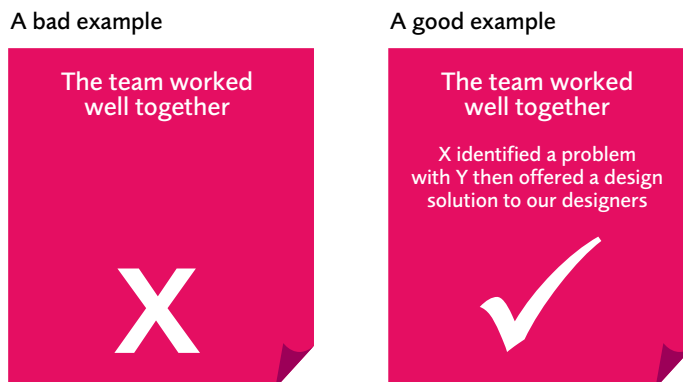 A bad example
The team worked
well together
X
A good example
The team worked
well together
X identified a problem
with Y then offered a design
solution to our designers